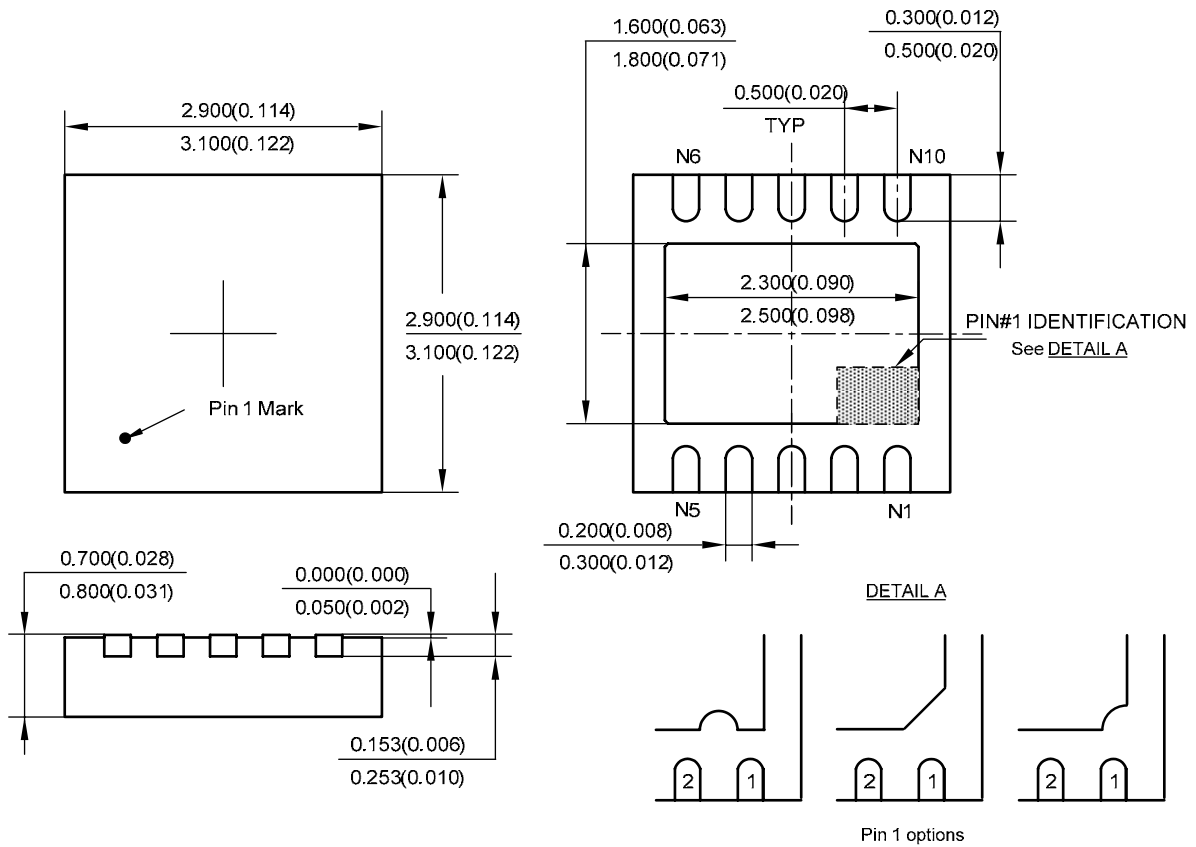 1.600(0.063)
1.800(0.071)
0.300(0.012)
0.500(0.020)
0.500(0.020)
TYP
2.900(0.114)
3.100(0.122)
N6
N10
2.300(0.090)
2.500(0.098)
2.900(0.114)
3.100(0.122)
PIN#1 IDENTIFICATION
See DETAIL A
Pin 1 Mark
N5
N1
0.200(0.008)
0.300(0.012)
0.700(0.028)
0.800(0.031)
0.000(0.000)
0.050(0.002)
0.153(0.006)
0.253(0.010)
DETAIL A
2
1
2
1
2
1
Pin 1 options